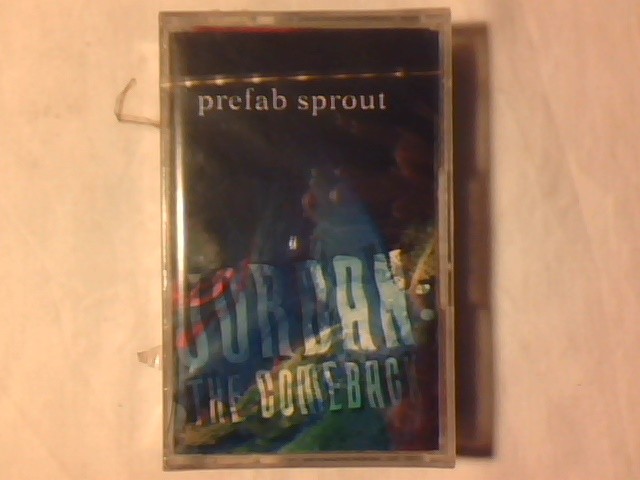 prefab sprout
JORDAN:
THE COMEBACK